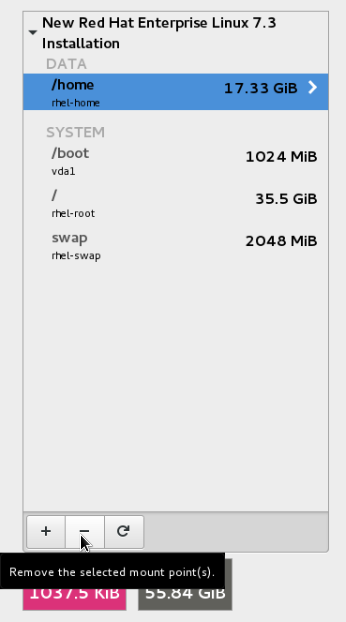 New Red Hat Enterprise Linux 7.3
Installation
DATA
/home
17.33 GiB
rhel-home
SYSTEM
/boot
1024 MiB
vda1
/
35.5 GiB
rhel-root
swap
2048 MiB
rhel-swap
+ −
Remove the selected mount point(s).
1037.5 KiB 55.84 GiB